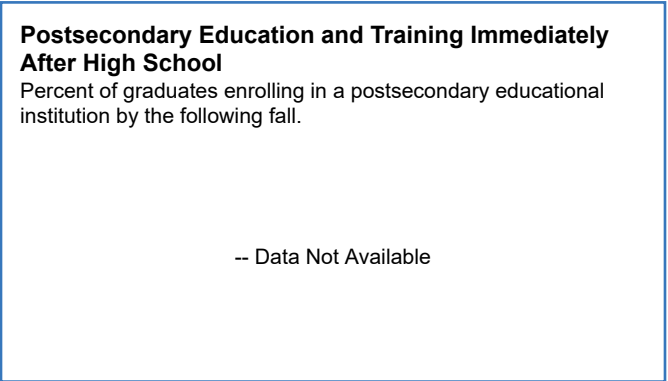 Postsecondary Education and Training Immediately
After High School
Percent of graduates enrolling in a postsecondary educational
institution by the following fall.
-- Data Not Available